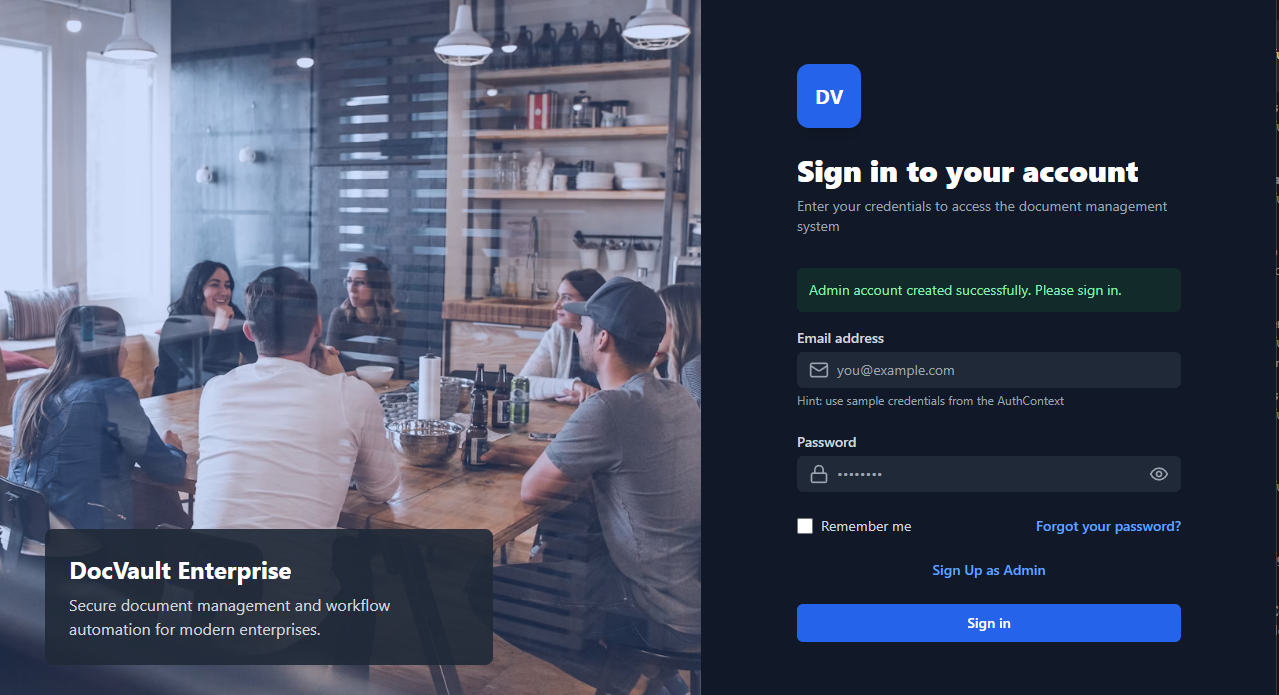 DV
Sign in to your account
Enter your credentials to access the document management
system
Admin account created successfully. Please sign in.
Email address
you@example.com
Hint: use sample credentials from the AuthContext
Password
••••••••
Remember me
Forgot your password?
Sign Up as Admin
Sign in
DocVault Enterprise
Secure document management and workflow
automation for modern enterprises.